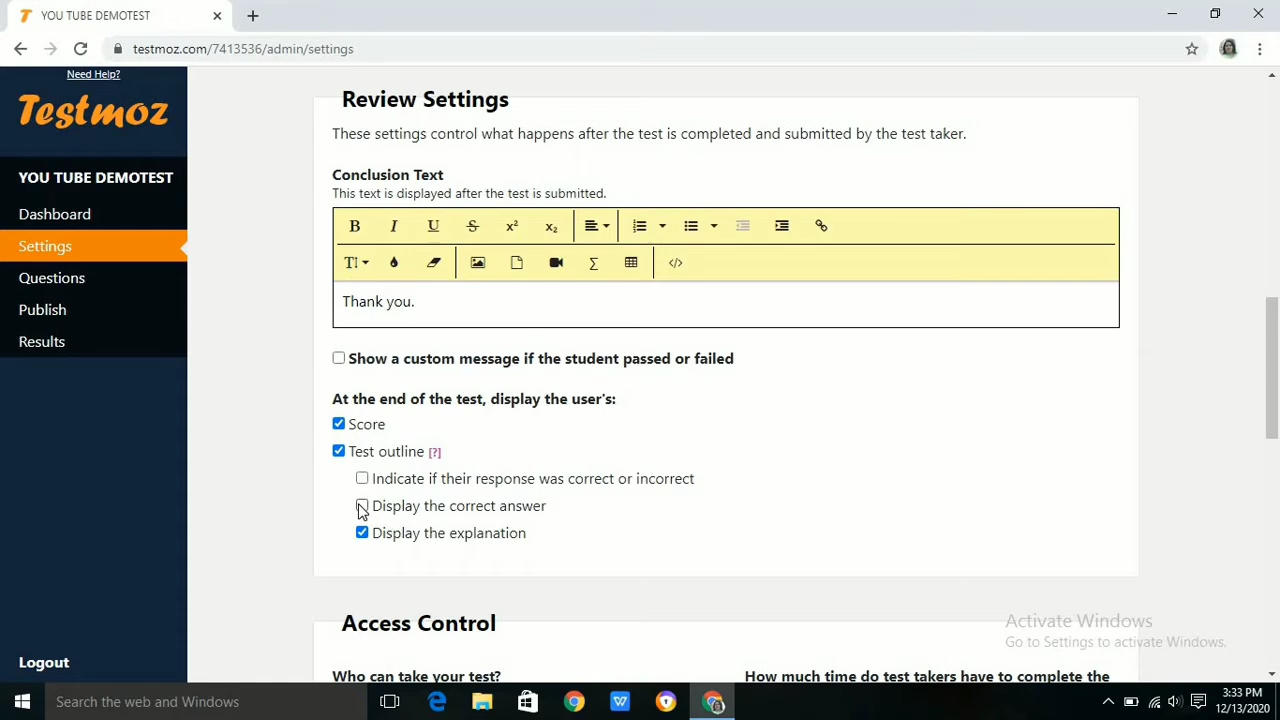 YOU TUBE DEMOTEST
testmoz.com/7413536/admin/settings
Need Help?
Testmoz
YOU TUBE DEMOTEST
Dashboard
Settings
Questions
Publish
Results
Logout
Review Settings
These settings control what happens after the test is completed and submitted by the test taker.
Conclusion Text
This text is displayed after the test is submitted.
B I U S x² x₂
T
Thank you.
Show a custom message if the student passed or failed
At the end of the test, display the user's:
Score
Test outline [?]
Indicate if their response was correct or incorrect
Display the correct answer
Display the explanation
Access Control
Who can take your test?
How much time do test takers have to complete the
Activate Windows
Go to Settings to activate Windows.
Search the web and Windows
3:33 PM
12/13/2020